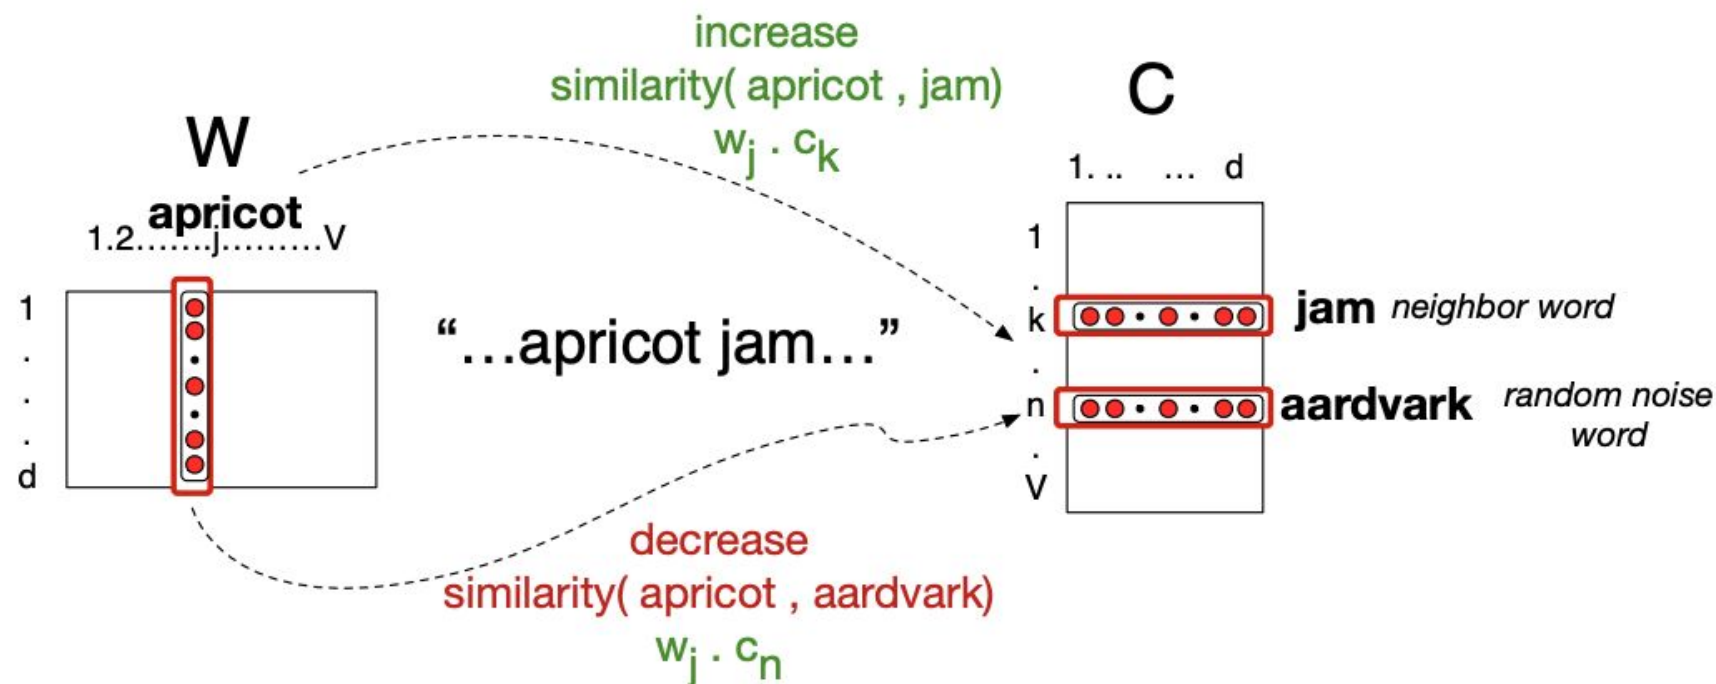 increase
similarity( apricot , jam)
wj . ck
C
W
1. .. ... d
apricot
1.2.......j.........V
1
.
k
.
n
.
V
jam neighbor word
aardvark random noise
word
1
.
.
.
d
“...apricot jam...”
decrease
similarity( apricot , aardvark)
wj . cn